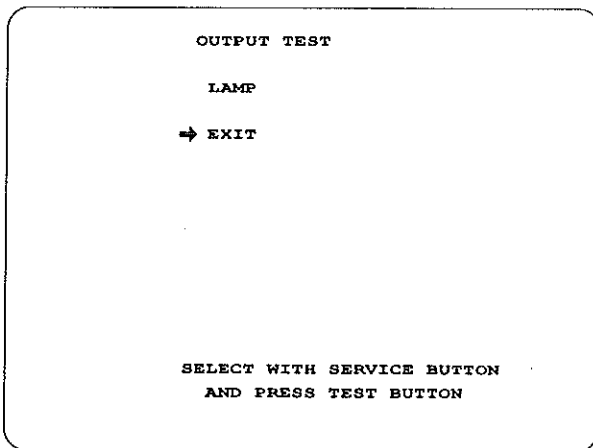 OUTPUT TEST
LAMP
➔ EXIT
SELECT WITH SERVICE BUTTON
AND PRESS TEST BUTTON